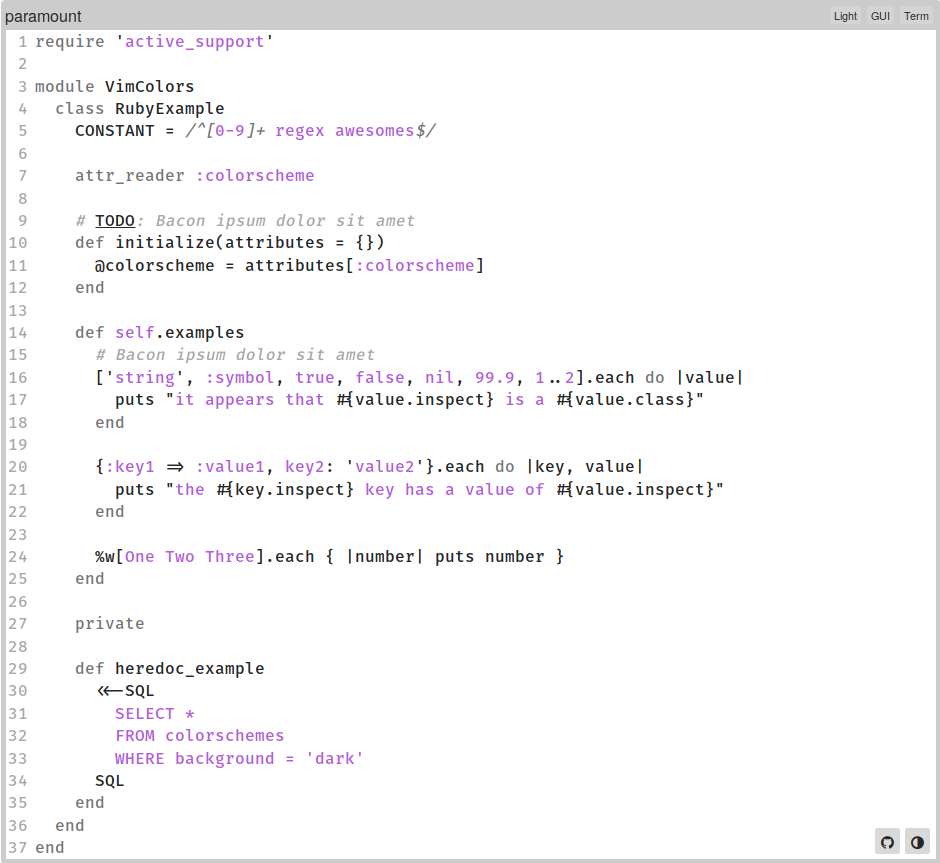 paramount Light GUI Term
1 require 'active_support'
2
3 module VimColors
4   class RubyExample
5     CONSTANT = /^[0-9]+ regex awesomes$/
6
7     attr_reader :colorscheme
8
9     # TODO: Bacon ipsum dolor sit amet
10     def initialize(attributes = {})
11       @colorscheme = attributes[:colorscheme]
12     end
13
14     def self.examples
15       # Bacon ipsum dolor sit amet
16       ['string', :symbol, true, false, nil, 99.9, 1..2].each do |value|
17         puts "it appears that #{value.inspect} is a #{value.class}"
18       end
19
20       {:key1 => :value1, key2: 'value2'}.each do |key, value|
21         puts "the #{key.inspect} key has a value of #{value.inspect}"
22       end
23
24       %w[One Two Three].each { |number| puts number }
25     end
26
27     private
28
29     def heredoc_example
30       <<-SQL
31         SELECT *
32         FROM colorschemes
33         WHERE background = 'dark'
34       SQL
35     end
36   end
37 end